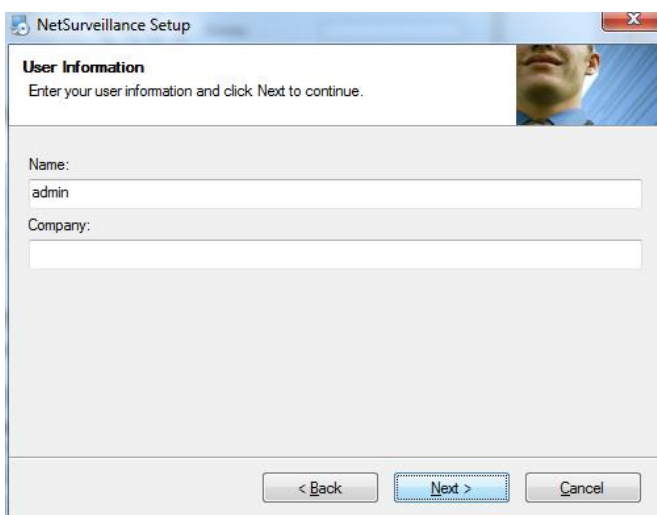 NetSurveillance Setup
User Information
Enter your user information and click Next to continue.
Name:
admin
Company:
< Back
Next >
Cancel